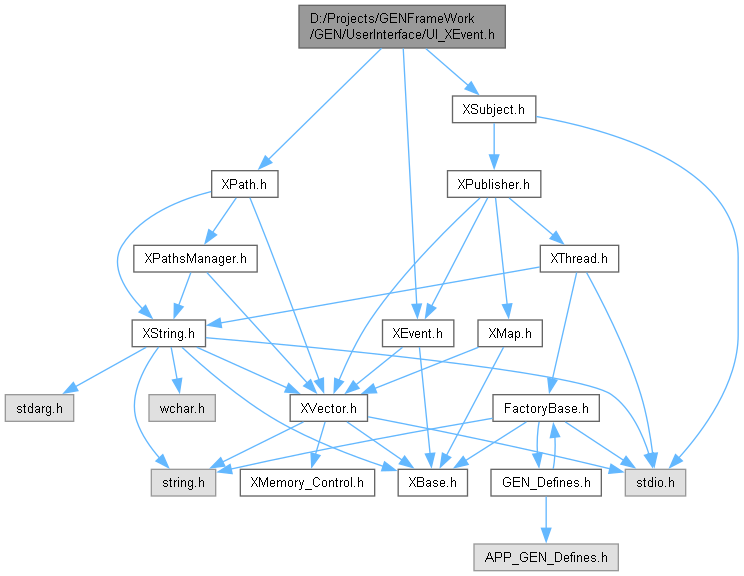 D:/Projects/GENFrameWork
/GEN/UserInterface/UI_XEvent.h
XSubject.h
XPath.h
XPublisher.h
XPathsManager.h
XThread.h
XString.h
XEvent.h
XMap.h
stdarg.h
wchar.h
XVector.h
FactoryBase.h
string.h
XMemory_Control.h
XBase.h
GEN_Defines.h
stdio.h
APP_GEN_Defines.h